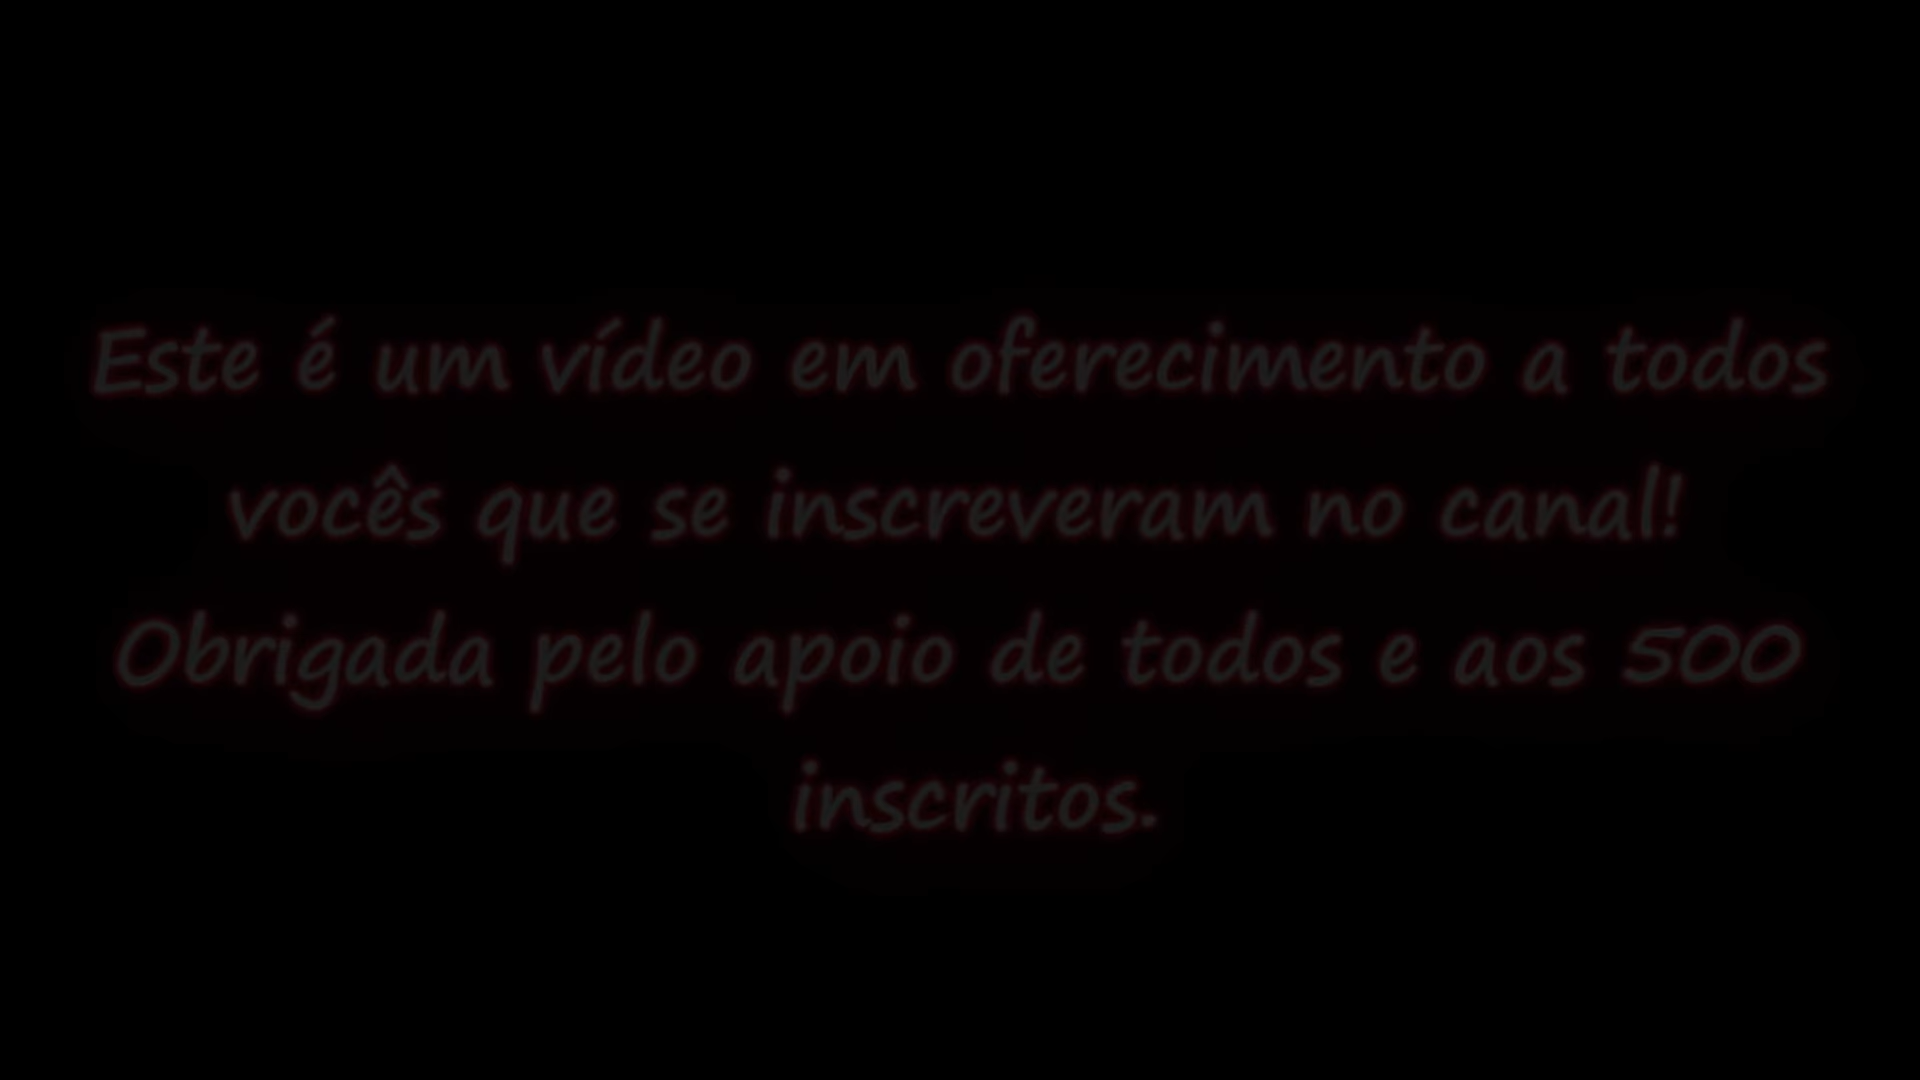 Este é um vídeo em oferecimento a todos
vocês que se inscreveram no canal!
Obrigada pelo apoio de todos e aos 500
inscritos.